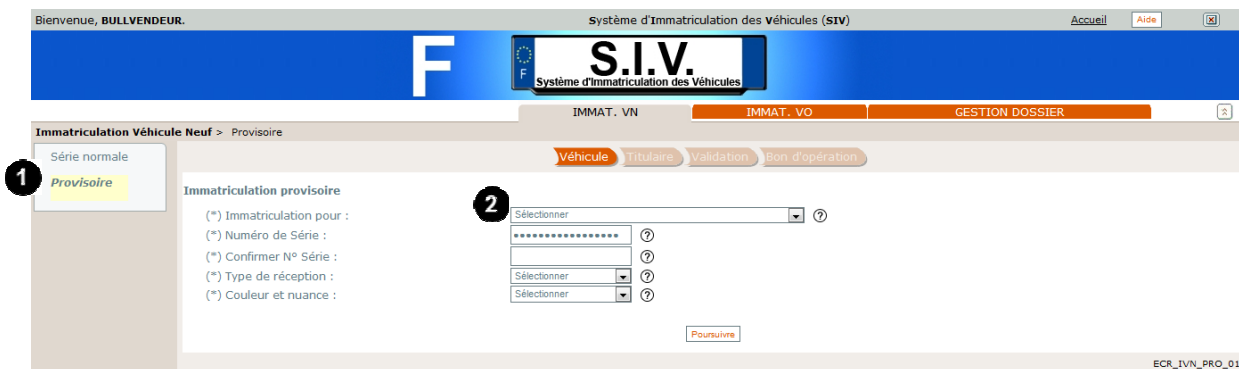 Bienvenue, BULLVENDEUR.
Système d'Immatriculation des Véhicules (SIV)
Accueil
Aide
F
F
S.I.V.
Système d'Immatriculation des Véhicules
IMMAT. VN
IMMAT. VO
GESTION DOSSIER
Immatriculation Véhicule Neuf > Provisoire
Série normale
1
Provisoire
Véhicule
Titulaire
Validation
Bon d'opération
Immatriculation provisoire
2
(*) Immatriculation pour : Sélectionner ?
(*) Numéro de Série : ***************** ?
(*) Confirmer N° Série : ?
(*) Type de réception : Sélectionner ?
(*) Couleur et nuance : Sélectionner ?
Poursuivre
ECR_IVN_PRO_01